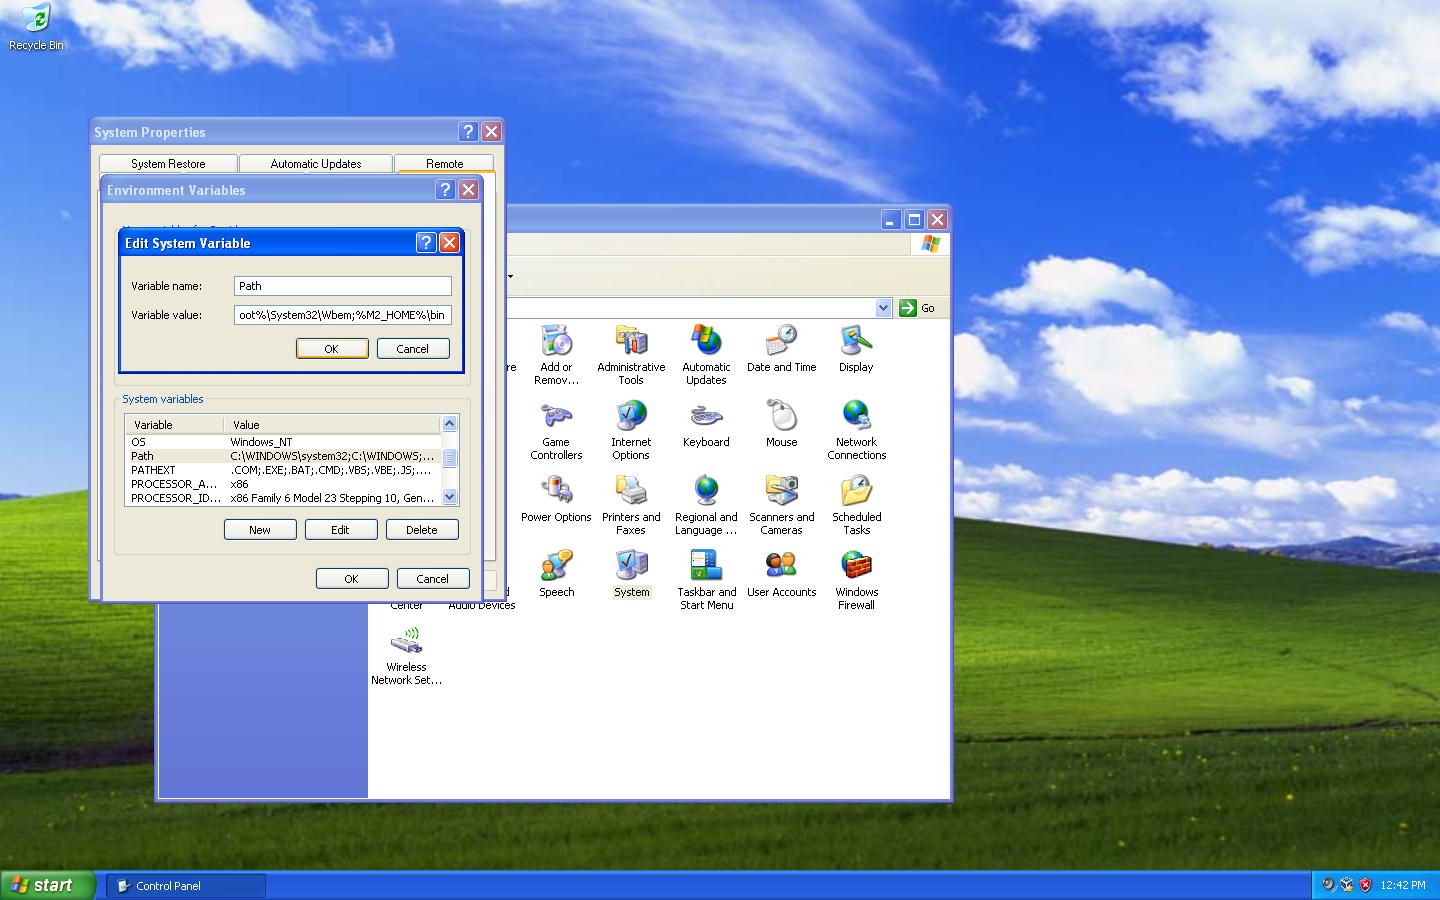 Recycle Bin
System Properties
System Restore
Automatic Updates
Remote
Environment Variables
Edit System Variable
Variable name:
Path
Variable value:
oot%\System32\Wbem;%M2_HOME%\bin
OK
Cancel
System variables
Variable Value
OS Windows_NT
Path C:\WINDOWS\system32;C:\WINDOWS;...
PATHEXT .COM;.EXE;.BAT;.CMD;.VBS;.VBE;.JS;....
PROCESSOR_A... x86
PROCESSOR_ID... x86 Family 6 Model 23 Stepping 10, Gen...
New
Edit
Delete
OK
Cancel
Go
re
Add or
Remov...
Administrative
Tools
Automatic
Updates
Date and Time
Display
Game
Controllers
Internet
Options
Keyboard
Mouse
Network
Connections
Power Options
Printers and
Faxes
Regional and
Language ...
Scanners and
Cameras
Scheduled
Tasks
Center
Audio Devices
Speech
System
Taskbar and
Start Menu
User Accounts
Windows
Firewall
Wireless
Network Set...
start
Control Panel
12:42 PM